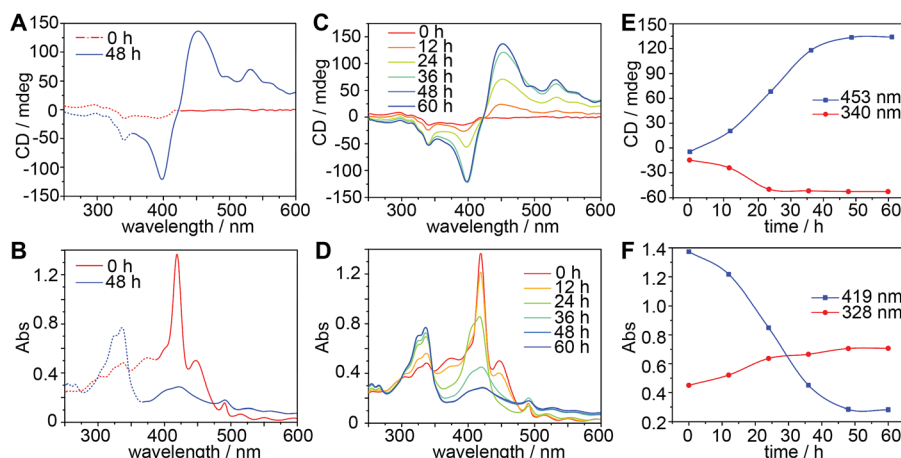 A
CD / mdeg
150
100
50
0
-50
-100
-150
0 h
48 h
300
400
500
600
wavelength / nm
C
CD / mdeg
150
100
50
0
-50
-100
-150
0 h
12 h
24 h
36 h
48 h
60 h
300
400
500
600
wavelength / nm
E
CD / mdeg
150
120
90
60
30
0
-30
-60
453 nm
340 nm
0 10 20 30 40 50 60
time / h
B
Abs
1.2
0.8
0.4
0
0 h
48 h
300
400
500
600
wavelength / nm
D
Abs
1.2
0.8
0.4
0
0 h
12 h
24 h
36 h
48 h
60 h
300
400
500
600
wavelength / nm
F
Abs
1.4
1.2
1.0
0.8
0.6
0.4
0.2
419 nm
328 nm
0 10 20 30 40 50 60
time / h